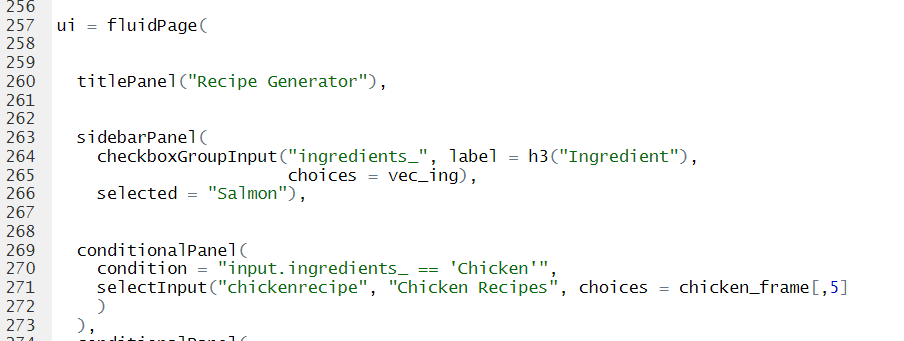 256
257 ui = fluidPage(
258
259
260 titlePanel("Recipe Generator"),
261
262
263 sidebarPanel(
264 checkboxGroupInput("ingredients_", label = h3("Ingredient"),
265 choices = vec_ing),
266 selected = "Salmon"),
267
268
269 conditionalPanel(
270 condition = "input.ingredients_ == 'Chicken'",
271 selectInput("chickenrecipe", "Chicken Recipes", choices = chicken_frame[,5]
272 )
273 ),
274 conditionalPanel(